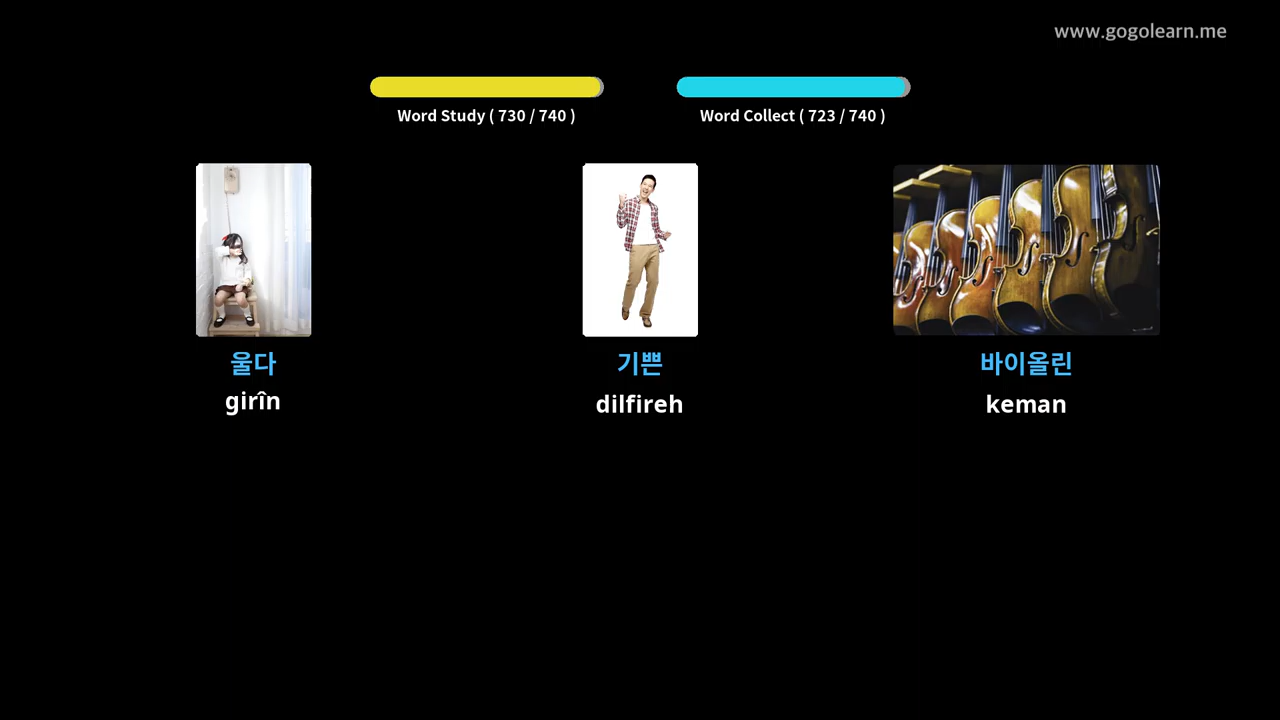 www.gogolearn.me
Word Study ( 730 / 740 )
Word Collect ( 723 / 740 )
울다
기쁜
바이올린
girîn
dilfireh
keman